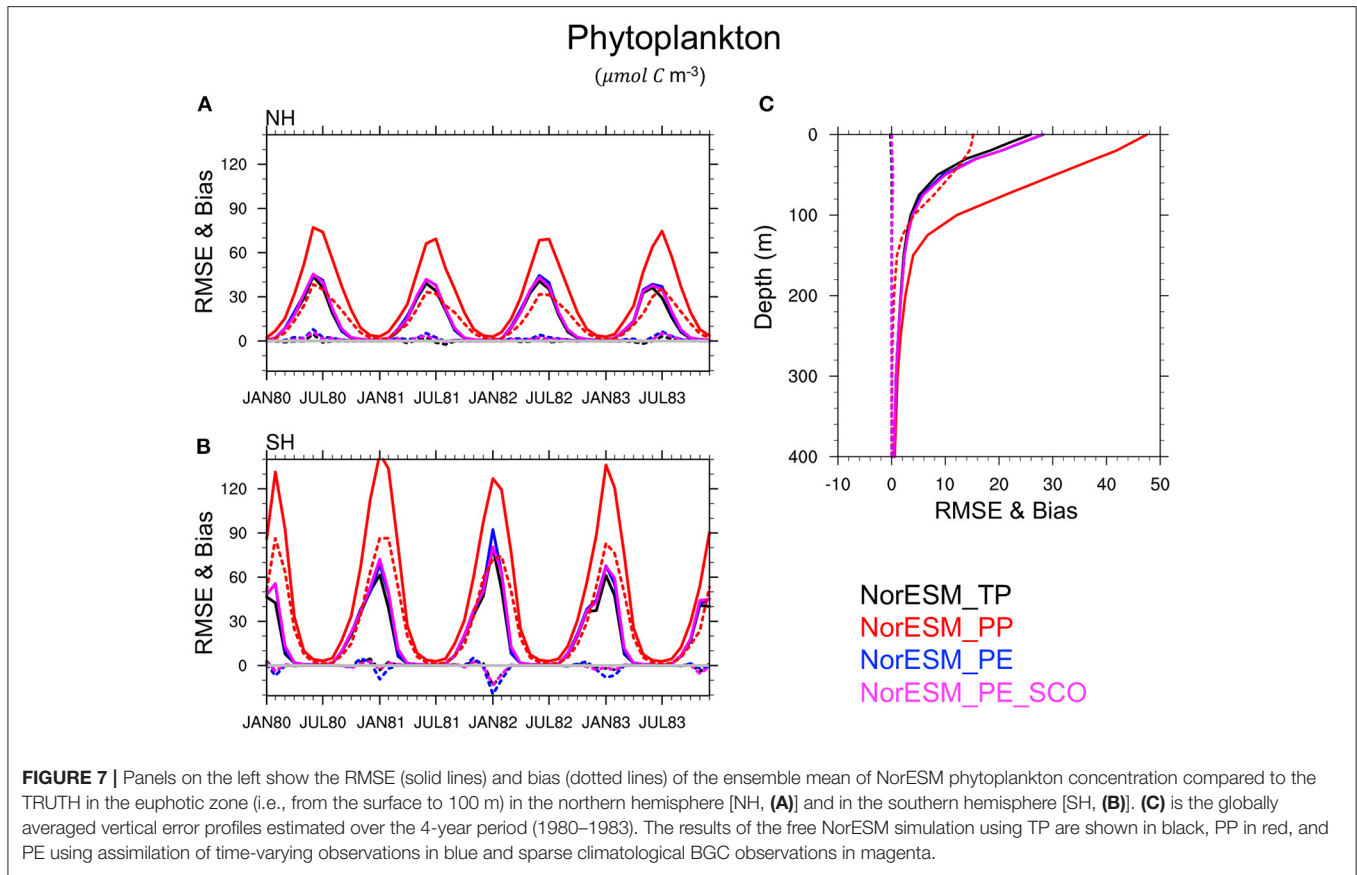 Phytoplankton
(μmol C m-3)
A
NH
RMSE & Bias
120
90
60
30
0
JAN80 JUL80 JAN81 JUL81 JAN82 JUL82 JAN83 JUL83
B
SH
RMSE & Bias
120
90
60
30
0
JAN80 JUL80 JAN81 JUL81 JAN82 JUL82 JAN83 JUL83
C
Depth (m)
0
100
200
300
400
-10 0 10 20 30 40 50
RMSE & Bias
NorESM_TP
NorESM_PP
NorESM_PE
NorESM_PE_SCO
FIGURE 7 | Panels on the left show the RMSE (solid lines) and bias (dotted lines) of the ensemble mean of NorESM phytoplankton concentration compared to the
TRUTH in the euphotic zone (i.e., from the surface to 100 m) in the northern hemisphere [NH, (A)] and in the southern hemisphere [SH, (B)]. (C) is the globally
averaged vertical error profiles estimated over the 4-year period (1980–1983). The results of the free NorESM simulation using TP are shown in black, PP in red, and
PE using assimilation of time-varying observations in blue and sparse climatological BGC observations in magenta.